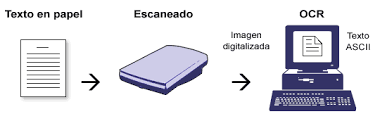 Texto en papel
Escaneado
OCR
Imagen
digitalizada
Texto
ASCII